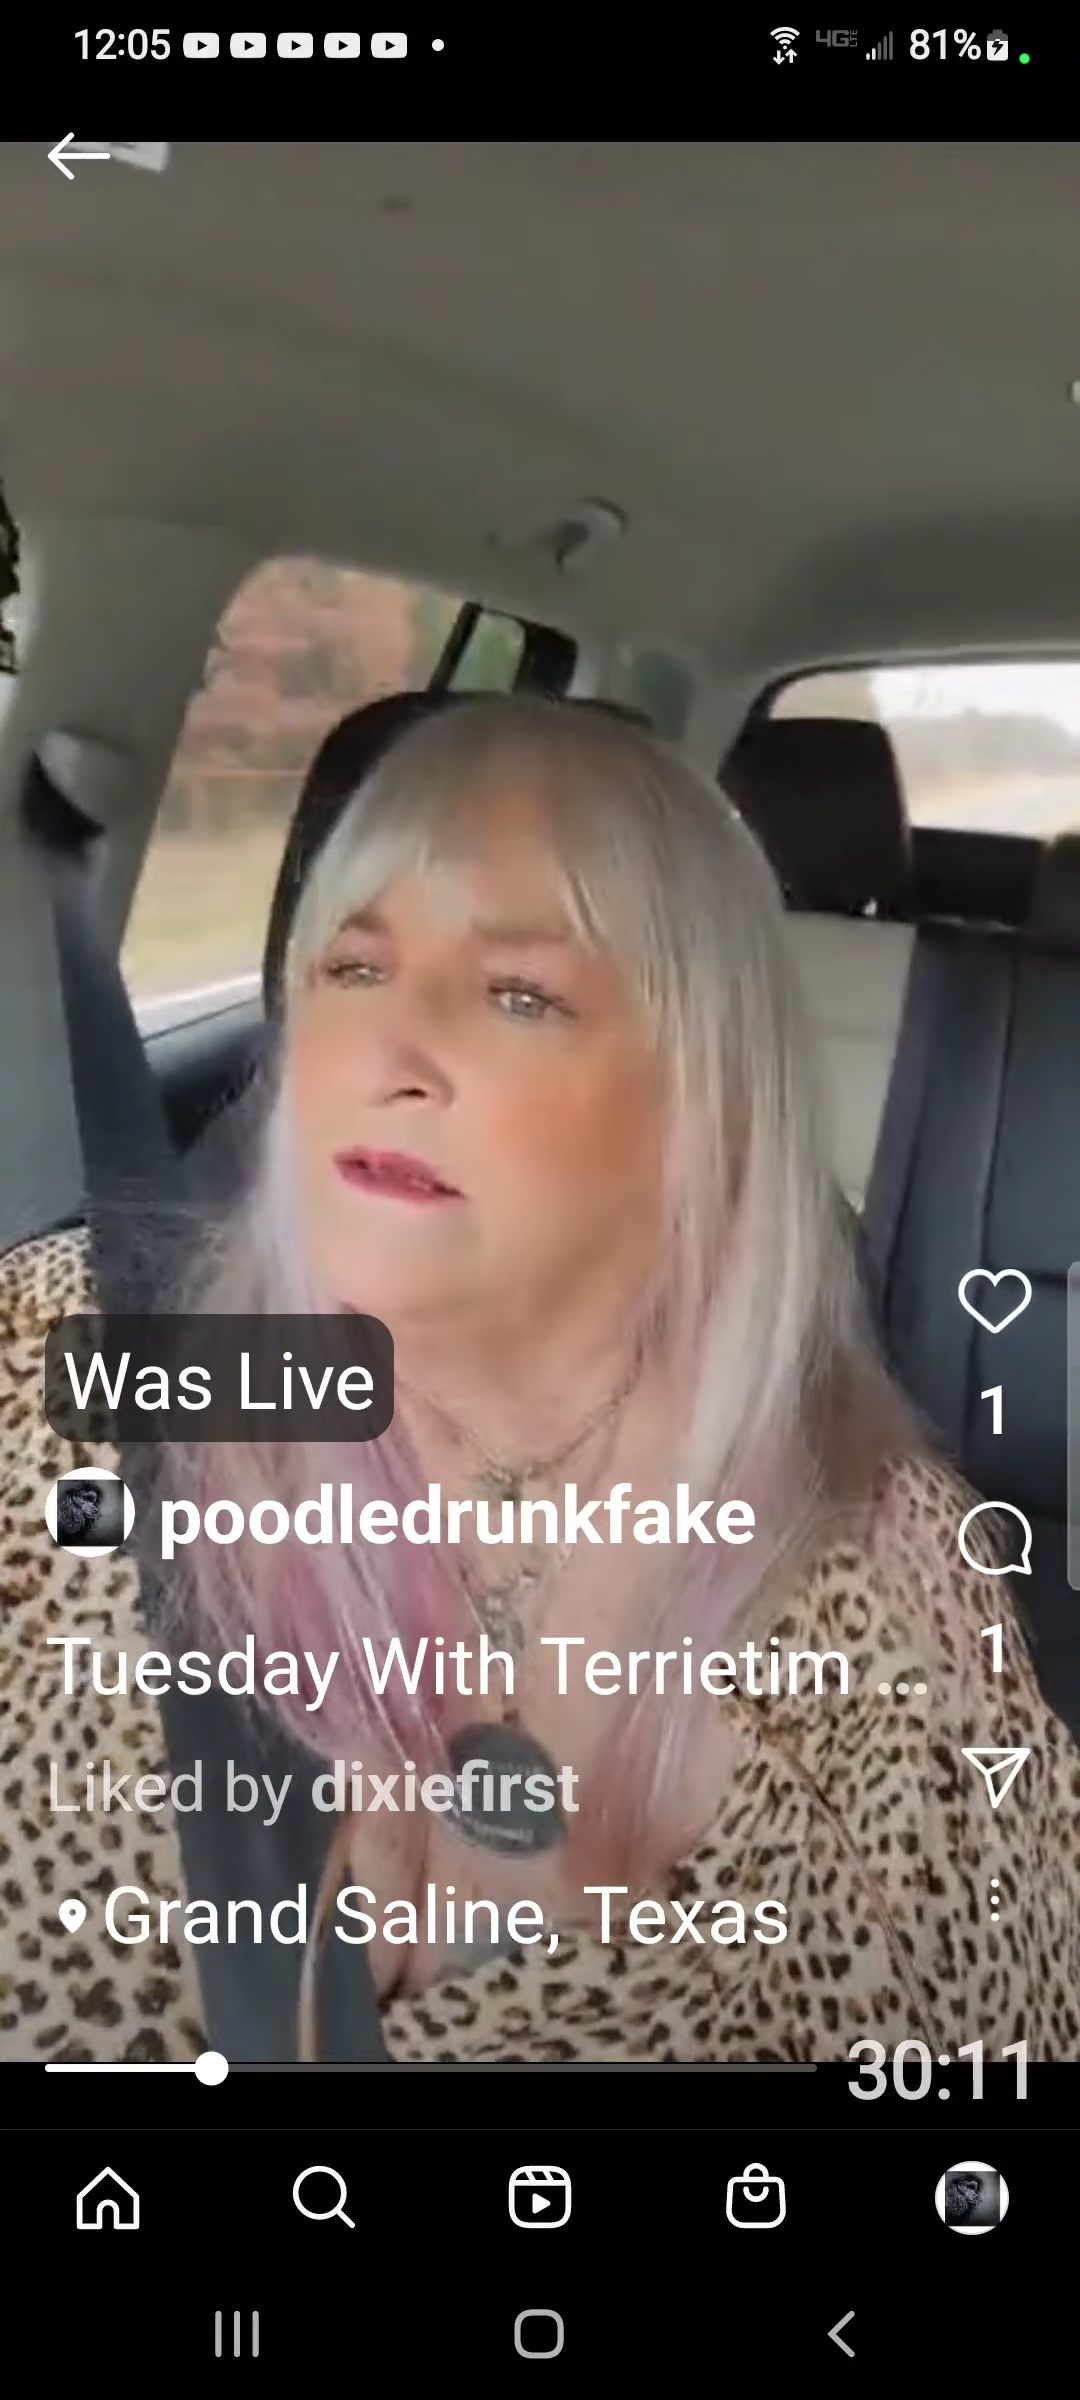 12:05
4G LTE 81%
Was Live
poodledrunkfake
1
Tuesday With Terrietim ...
1
Liked by dixiefirst
Grand Saline, Texas
30:11